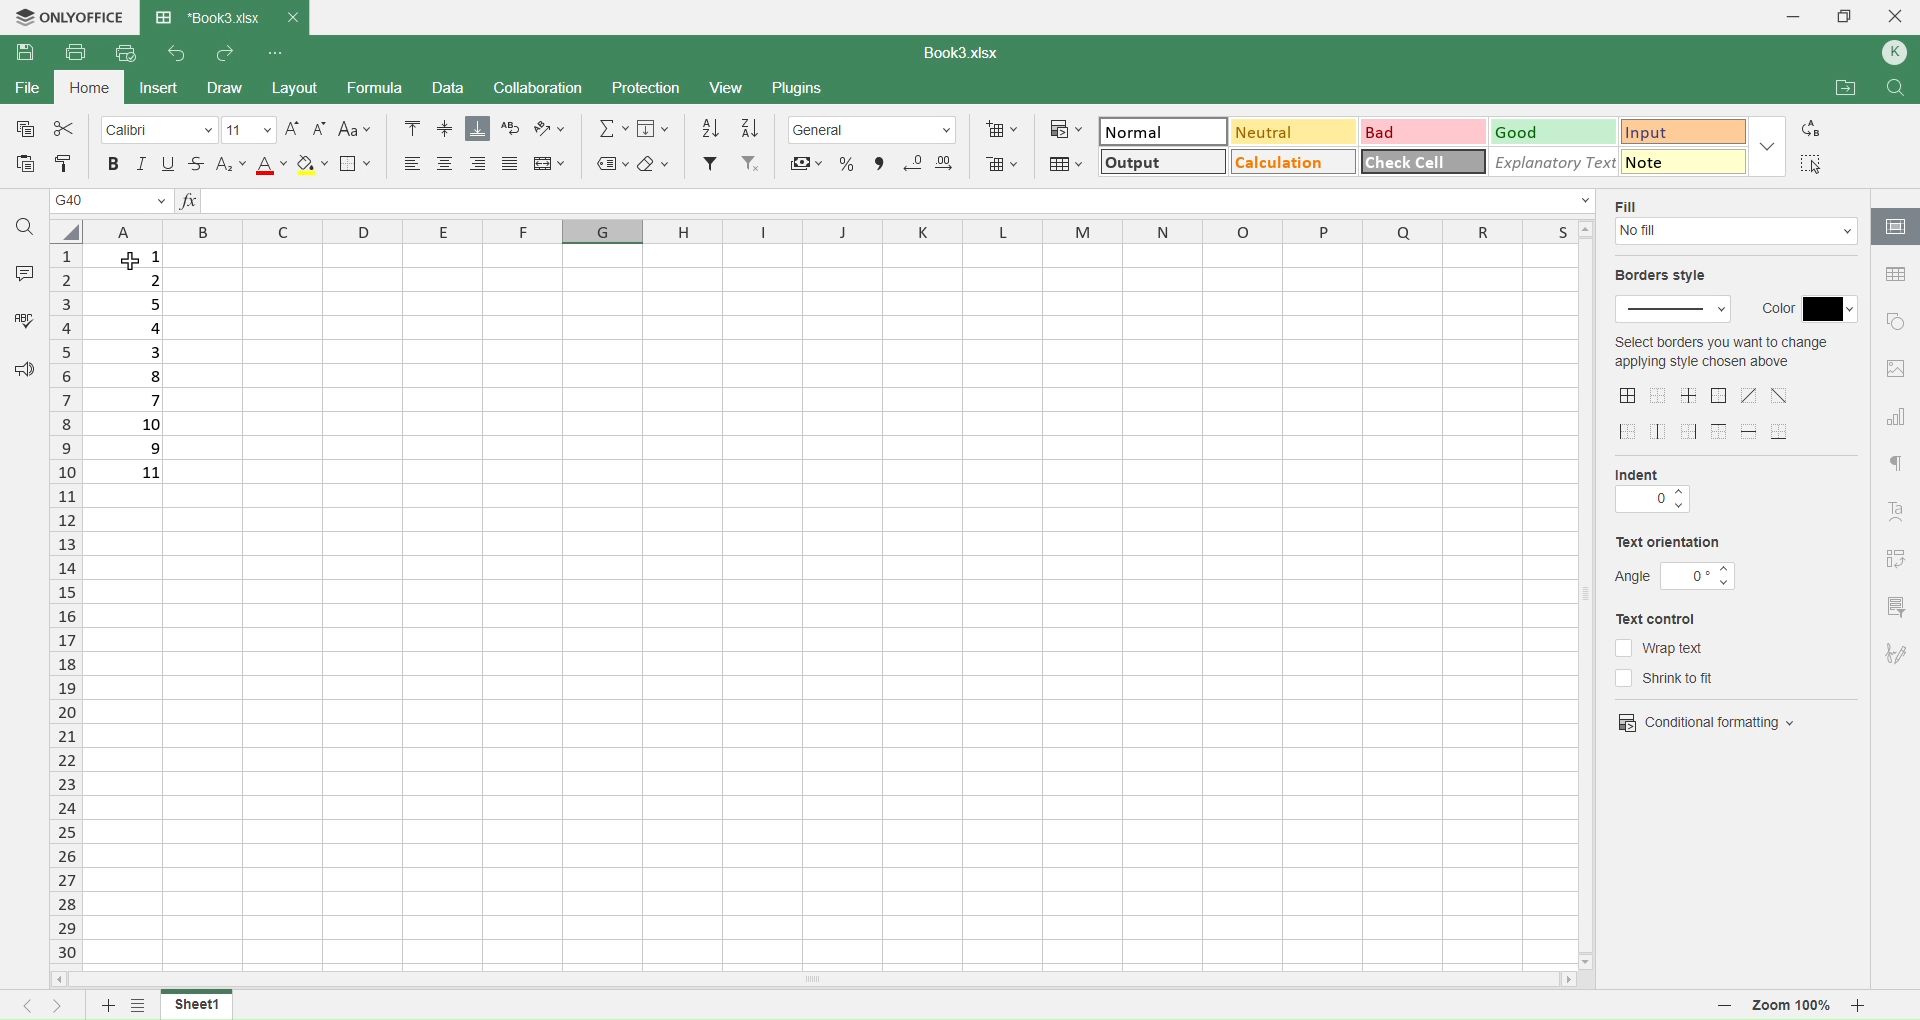 ONLYOFFICE *Book3.xlsx
Book3.xlsx K
File Home Insert Draw Layout Formula Data Collaboration Protection View Plugins
Calibri 11 General
Normal Neutral Bad Good Input
Output Calculation Check Cell Explanatory Text Note
G40 fx
A B C D E F G H I J K L M N O P Q R S
1 1
2 2
3 5
4 4
5 3
6 8
7 7
8 10
9 9
10 11
11
12
13
14
15
16
17
18
19
20
21
22
23
24
25
26
27
28
29
30
Fill
No fill
Borders style
Color
Select borders you want to change
applying style chosen above
Indent
0
Text orientation
Angle 0 °
Text control
Wrap text
Shrink to fit
Conditional formatting
Sheet1
Zoom 100%